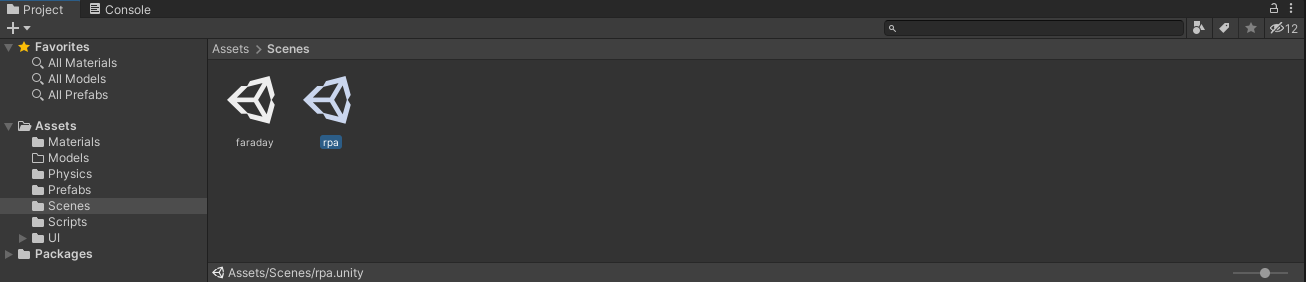 Project Console
12
Favorites
All Materials
All Models
All Prefabs
Assets
Materials
Models
Physics
Prefabs
Scenes
Scripts
UI
Packages
Assets > Scenes
faraday rpa
Assets/Scenes/rpa.unity